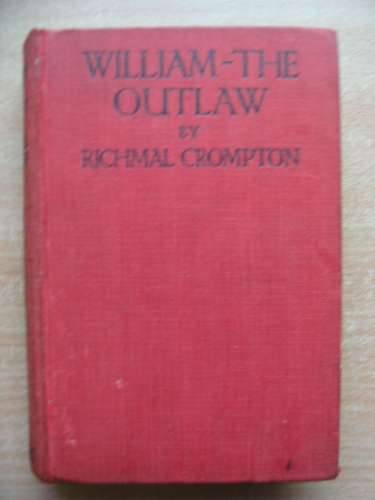 WILLIAM-THE
OUTLAW
BY
RICHMAL CROMPTON